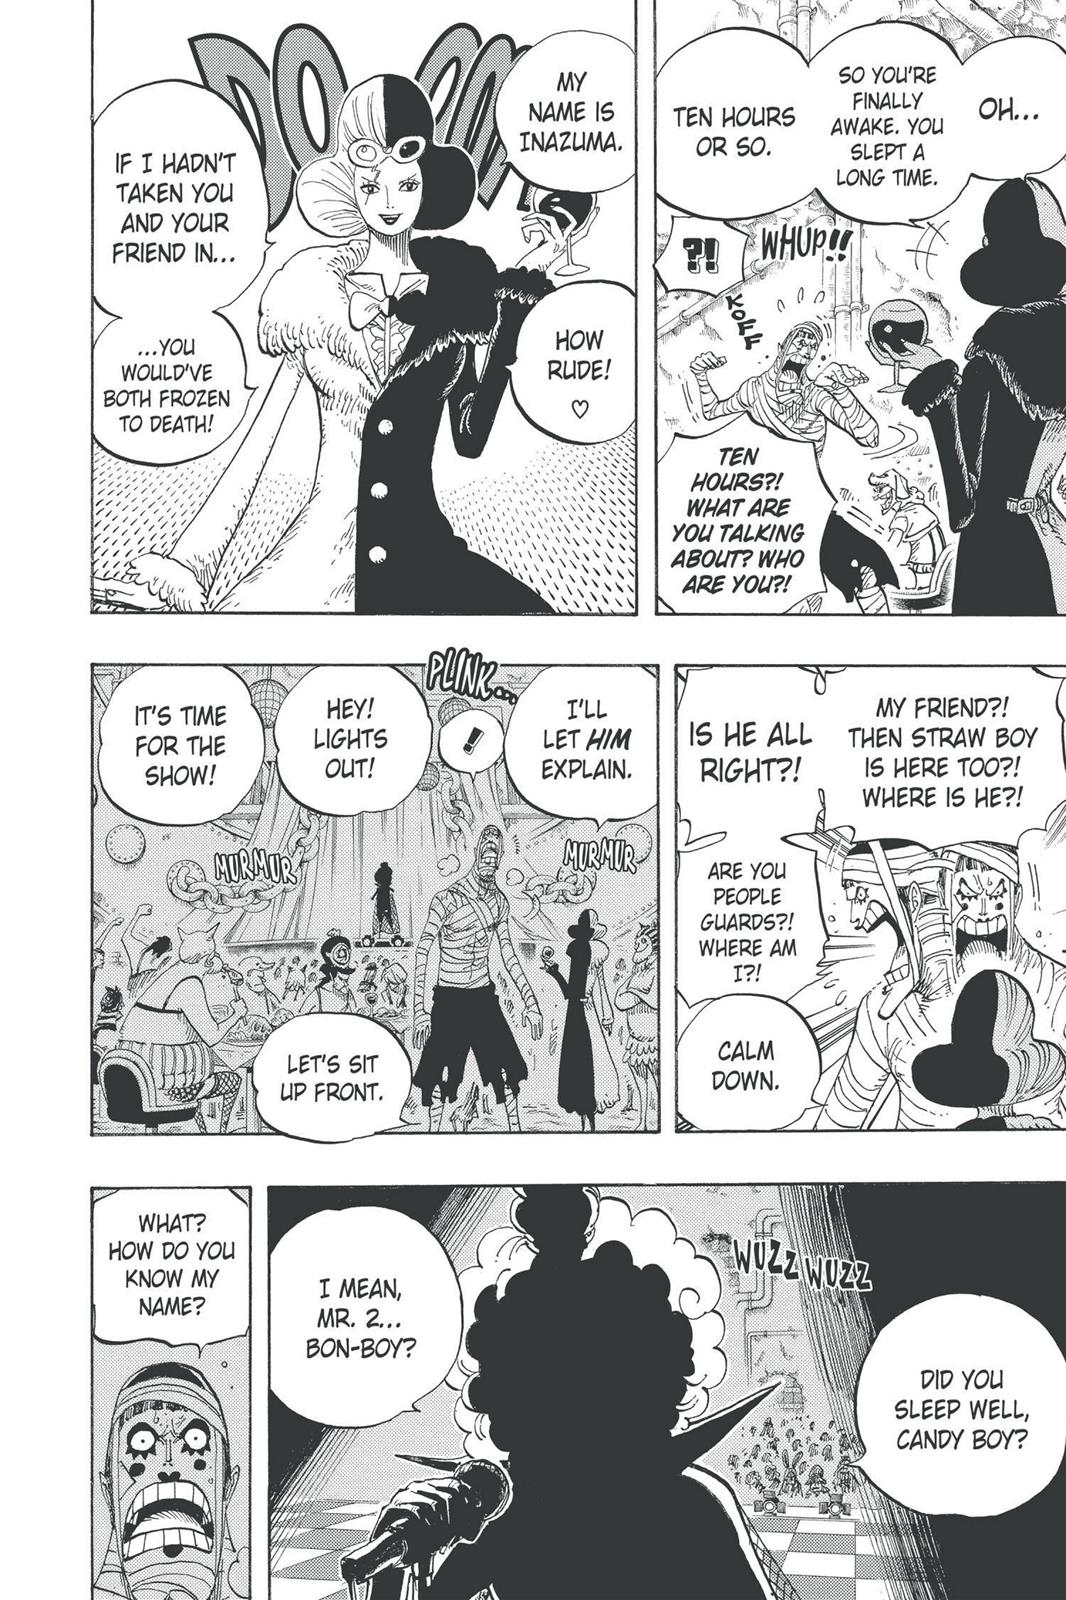 OH...
SO YOU'RE
FINALLY
AWAKE. YOU
SLEPT A
LONG TIME.
TEN HOURS
OR SO.
?!
WHUP!!
KOFF
TEN
HOURS?!
WHAT ARE
YOU TALKING
ABOUT? WHO
ARE YOU?!
MY
NAME IS
INAZUMA.
IF I HADN'T
TAKEN YOU
AND YOUR
FRIEND IN...
...YOU
WOULD'VE
BOTH FROZEN
TO DEATH!
HOW
RUDE!
♡
MY FRIEND?!
THEN STRAW BOY
IS HERE TOO?!
WHERE IS HE?!
IS HE ALL
RIGHT?!
ARE YOU
PEOPLE
GUARDS?!
WHERE AM
I?!
CALM
DOWN.
I'LL
LET HIM
EXPLAIN.
PLINK...
!
HEY!
LIGHTS
OUT!
IT'S TIME
FOR THE
SHOW!
MURMUR
MURMUR
LET'S SIT
UP FRONT.
WUZZ WUZZ
DID YOU
SLEEP WELL,
CANDY BOY?
I MEAN,
MR. 2...
BON-BOY?
WHAT?
HOW DO YOU
KNOW MY
NAME?